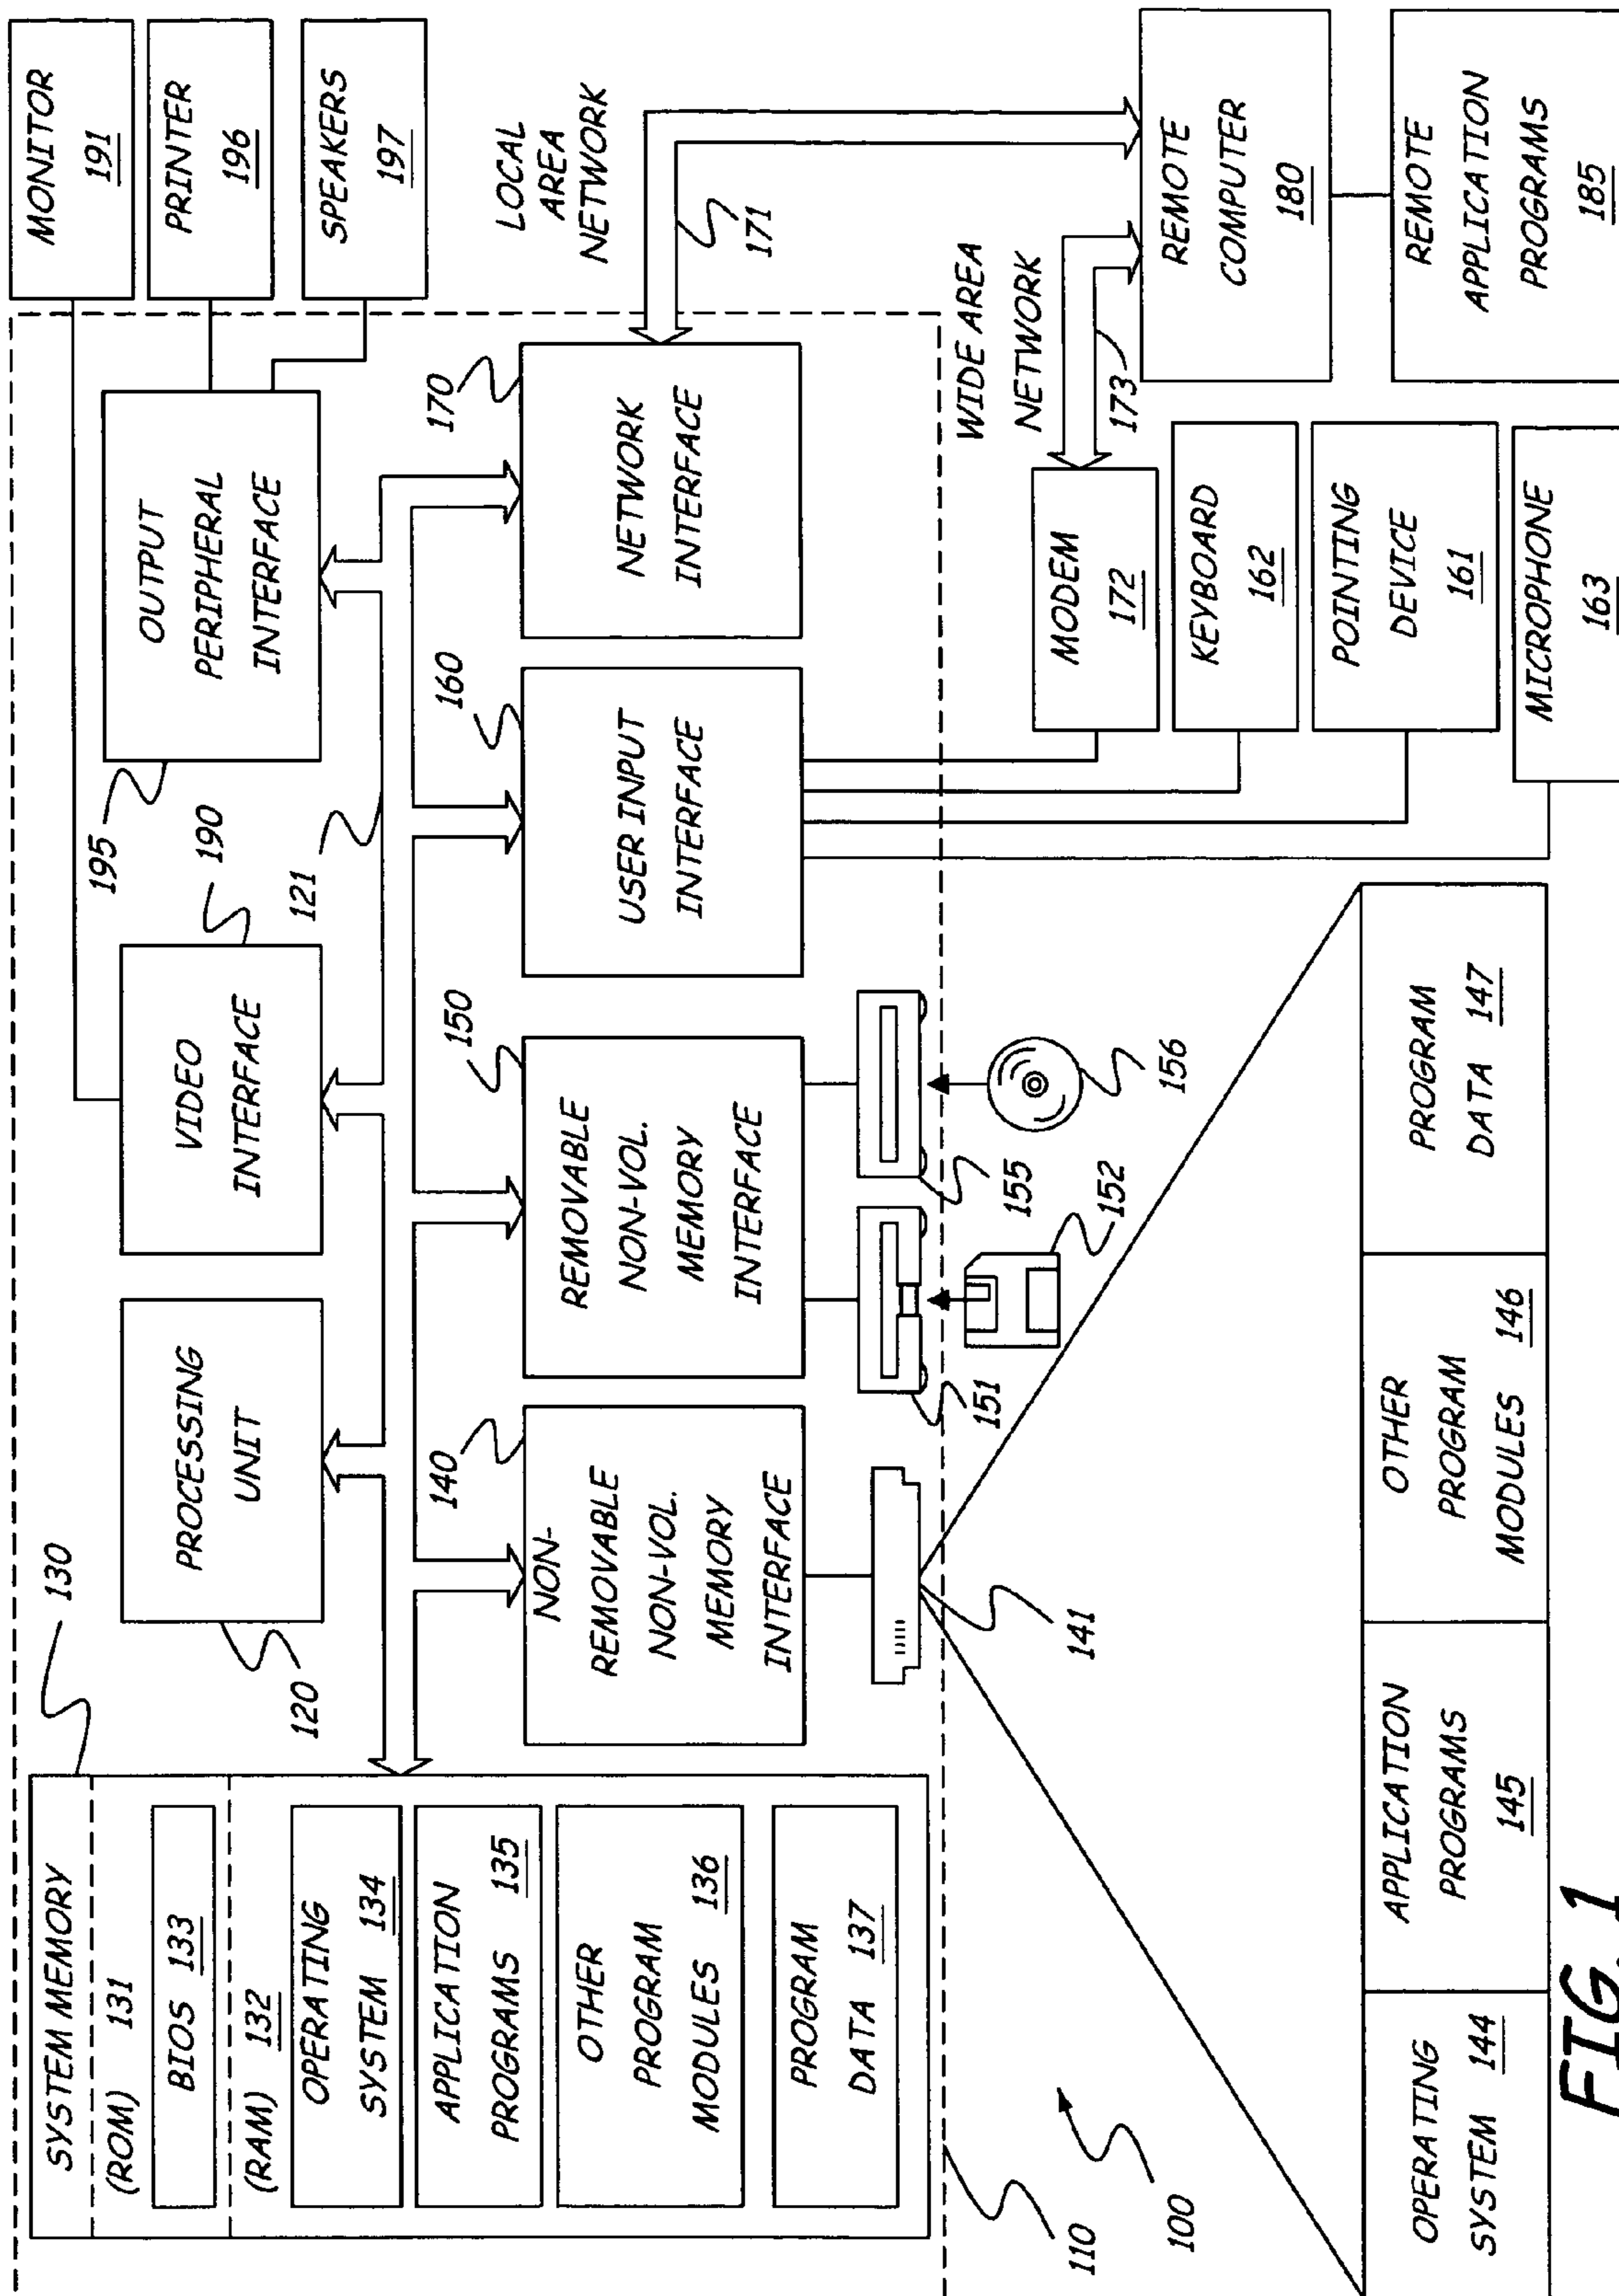 SYSTEM MEMORY
130
(ROM) 131
BIOS 133
(RAM) 132
OPERATING
SYSTEM 134
APPLICATION
PROGRAMS 135
OTHER
PROGRAM
MODULES 136
PROGRAM
DATA 137
PROCESSING
UNIT
120
VIDEO
INTERFACE
190
OUTPUT
PERIPHERAL
INTERFACE
195
121
MONITOR
191
PRINTER
196
SPEAKERS
197
NON-
REMOVABLE
NON-VOL.
MEMORY
INTERFACE
140
REMOVABLE
NON-VOL.
MEMORY
INTERFACE
150
USER INPUT
INTERFACE
160
NETWORK
INTERFACE
170
LOCAL
AREA
NETWORK
171
141
151
152
155
156
WIDE AREA
NETWORK
173
MODEM
172
KEYBOARD
162
POINTING
DEVICE
161
MICROPHONE
163
REMOTE
COMPUTER
180
REMOTE
APPLICATION
PROGRAMS
185
110
100
OPERATING
SYSTEM 144
APPLICATION
PROGRAMS
145
OTHER
PROGRAM
MODULES 146
PROGRAM
DATA 147
FIG. 1